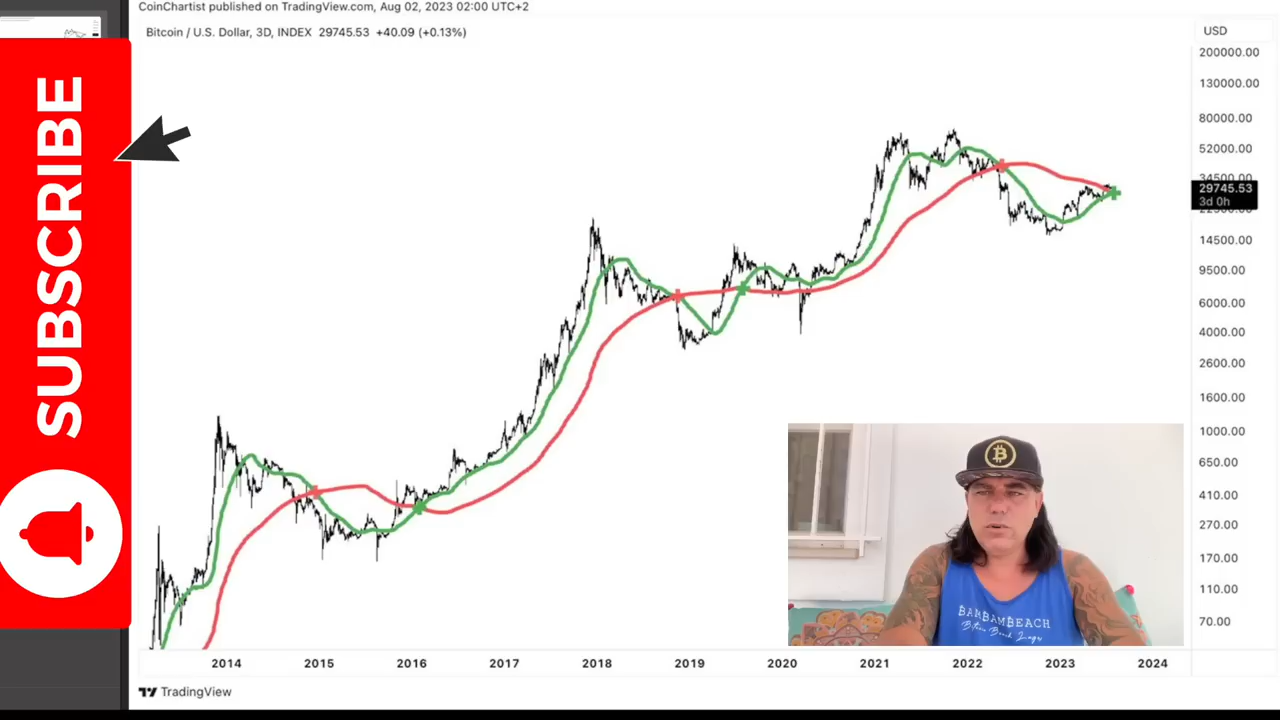 CoinChartist published on TradingView.com, Aug 02, 2023 02:00 UTC+2
Bitcoin / U.S. Dollar, 3D, INDEX 29745.53 +40.09 (+0.13%)
USD
200000.00
130000.00
80000.00
52000.00
34500.00
29745.53
3d 0h
14500.00
9500.00
6000.00
4000.00
2600.00
1600.00
1000.00
650.00
410.00
270.00
170.00
110.00
70.00
SUBSCRIBE
B
BAMBAMBEACH
2014 2015 2016 2017 2018 2019 2020 2021 2022 2023 2024
TradingView